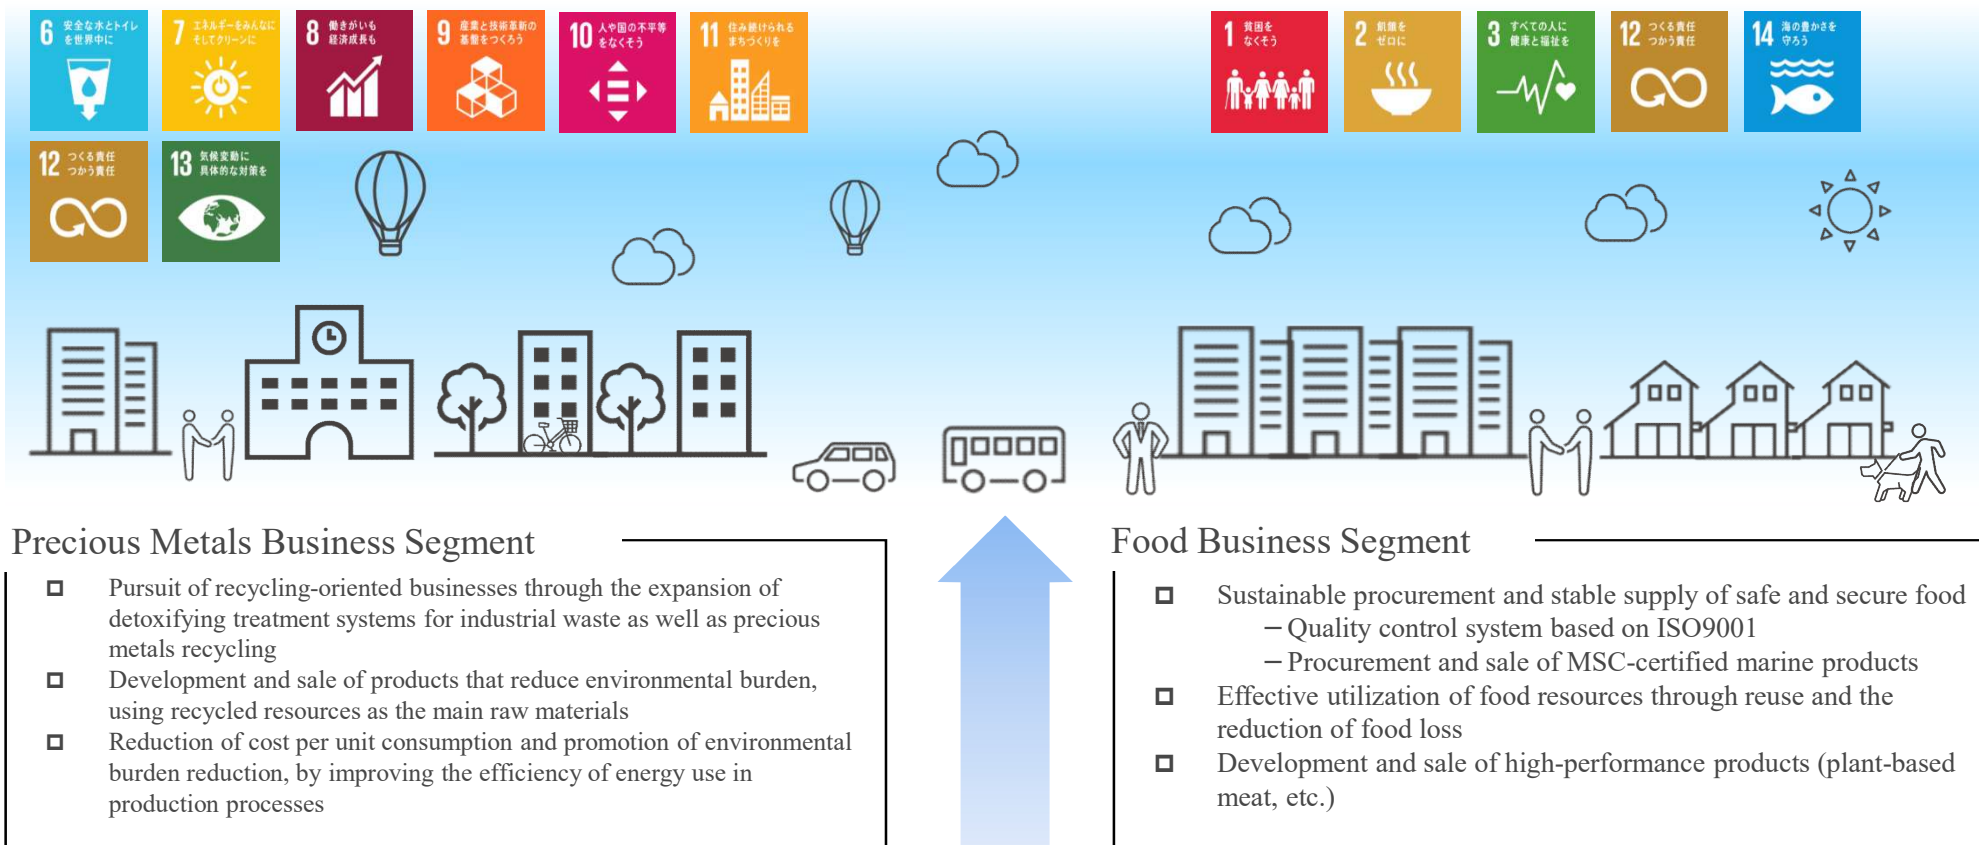 6 安全な水とトイレ
を世界中に
7 エネルギーをみんなに
そしてクリーンに
8 働きがいも
経済成長も
9 産業と技術革新の
基盤をつくろう
10 人や国の不平等
をなくそう
11 住み続けられる
まちづくりを
12 つくる責任
つかう責任
13 気候変動に
具体的な対策を
1 貧困を
なくそう
2 飢餓を
ゼロに
3 すべての人に
健康と福祉を
12 つくる責任
つかう責任
14 海の豊かさを
守ろう
Precious Metals Business Segment
Pursuit of recycling-oriented businesses through the expansion of
detoxifying treatment systems for industrial waste as well as precious
metals recycling
Development and sale of products that reduce environmental burden,
using recycled resources as the main raw materials
Reduction of cost per unit consumption and promotion of environmental
burden reduction, by improving the efficiency of energy use in
production processes
Food Business Segment
Sustainable procurement and stable supply of safe and secure food
– Quality control system based on ISO9001
– Procurement and sale of MSC-certified marine products
Effective utilization of food resources through reuse and the
reduction of food loss
Development and sale of high-performance products (plant-based
meat, etc.)